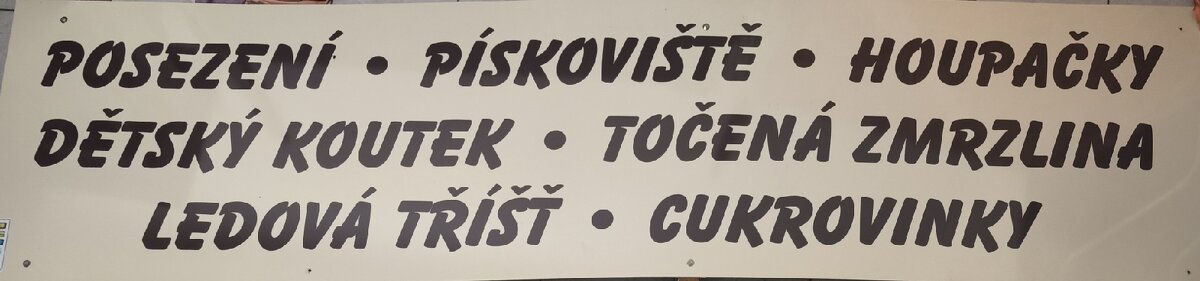 POSEZENÍ • PÍSKOVIŠTĚ • HOUPAČKY
DĚTSKÝ KOUTEK • TOČENÁ ZMRZLINA
LEDOVÁ TŘÍŠŤ • CUKROVINKY